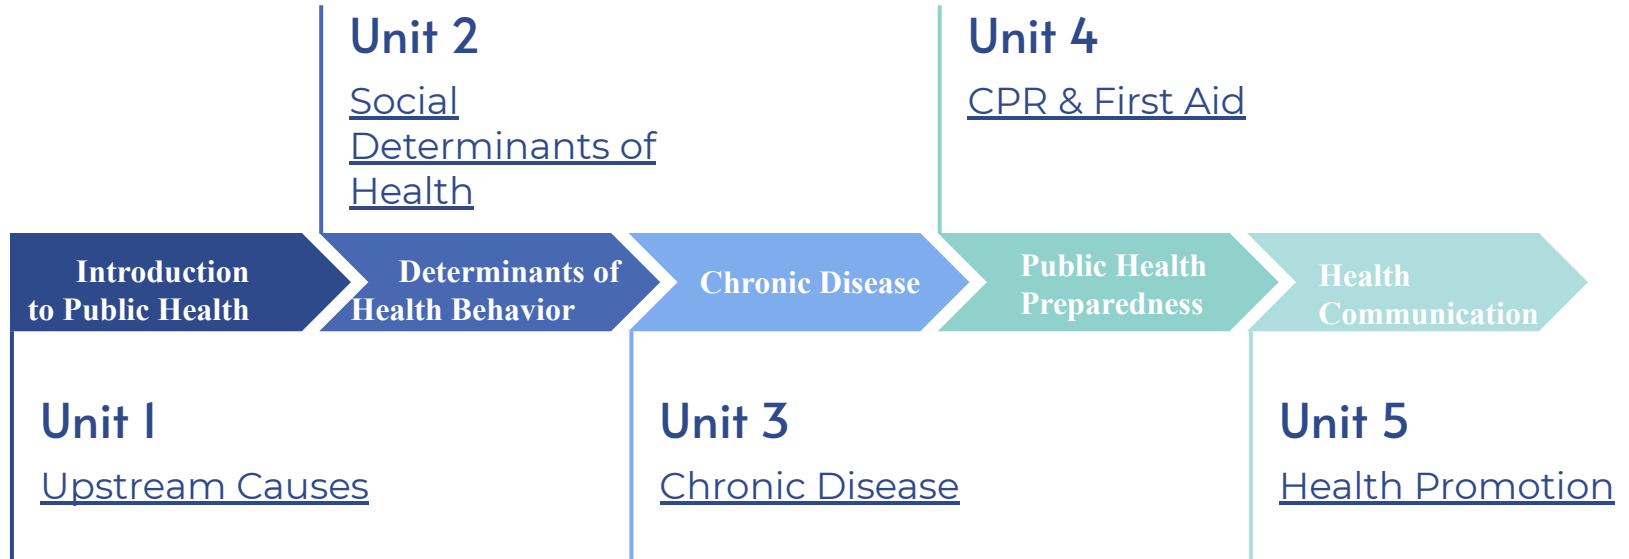 Unit 2
Social
Determinants of
Health
Unit 4
CPR & First Aid
Introduction
to Public Health
Determinants of
Health Behavior
Chronic Disease
Public Health
Preparedness
Health
Communication
Unit 1
Upstream Causes
Unit 3
Chronic Disease
Unit 5
Health Promotion